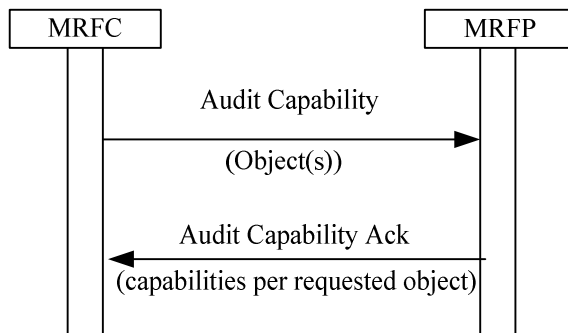 MRFC
MRFP
Audit Capability
(Object(s))
Audit Capability Ack
(capabilities per requested object)